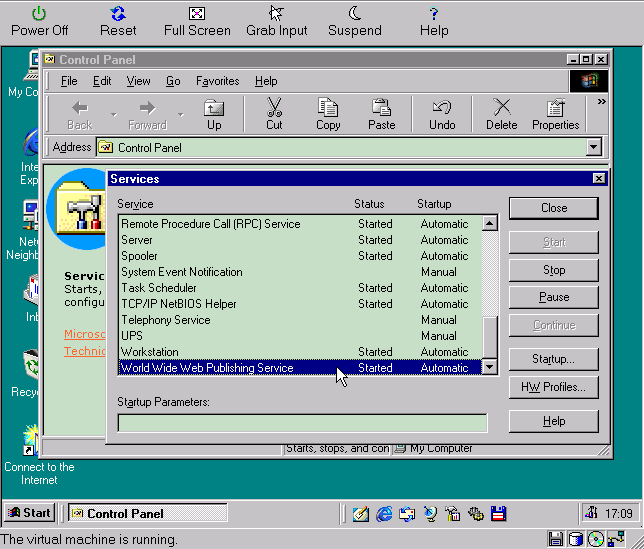 Power Off Reset Full Screen Grab Input Suspend Help
Control Panel
My Co
File Edit View Go Favorites Help
Back Forward Up Cut Copy Paste Undo Delete Properties »
Address Control Panel
Inte
Exp
Services
Service Status Startup
Remote Procedure Call (RPC) Service Started Automatic
Server Started Automatic
Spooler Started Automatic
System Event Notification Manual
Task Scheduler Started Automatic
TCP/IP NetBIOS Helper Started Automatic
Telephony Service Manual
UPS Manual
Workstation Started Automatic
World Wide Web Publishing Service Started Automatic
Startup Parameters:
Close
Start
Stop
Pause
Continue
Startup...
HW Profiles...
Help
Netw
Neighb
Servic
Starts,
configu
Micros
Technic
Inb
Recy
Connect to the
Internet
Starts, stops, and con My Computer
Start Control Panel 17:09
The virtual machine is running.